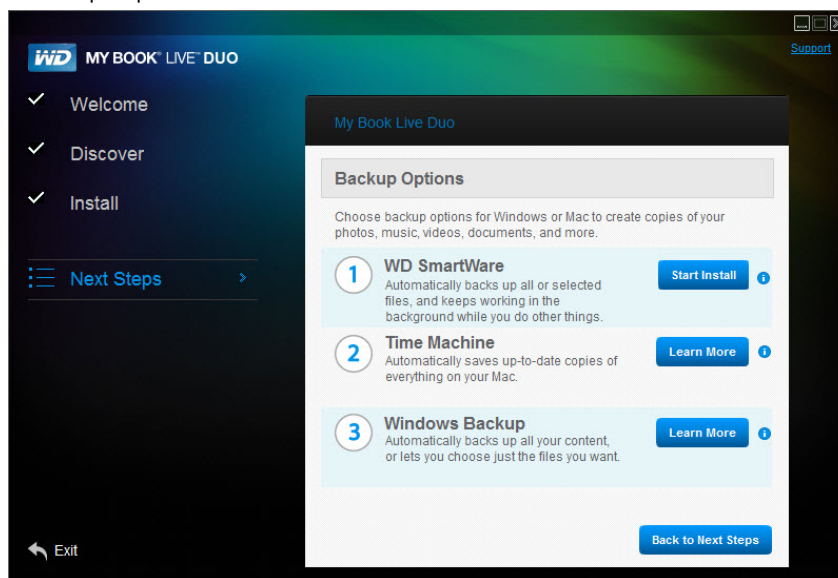 WD MY BOOK® LIVE™ DUO
Support
Welcome
Discover
Install
Next Steps
Exit
My Book Live Duo
Backup Options
Choose backup options for Windows or Mac to create copies of your
photos, music, videos, documents, and more.
1
WD SmartWare
Automatically backs up all or selected
files, and keeps working in the
background while you do other things.
Start Install
2
Time Machine
Automatically saves up-to-date copies of
everything on your Mac.
Learn More
3
Windows Backup
Automatically backs up all your content,
or lets you choose just the files you want.
Learn More
Back to Next Steps